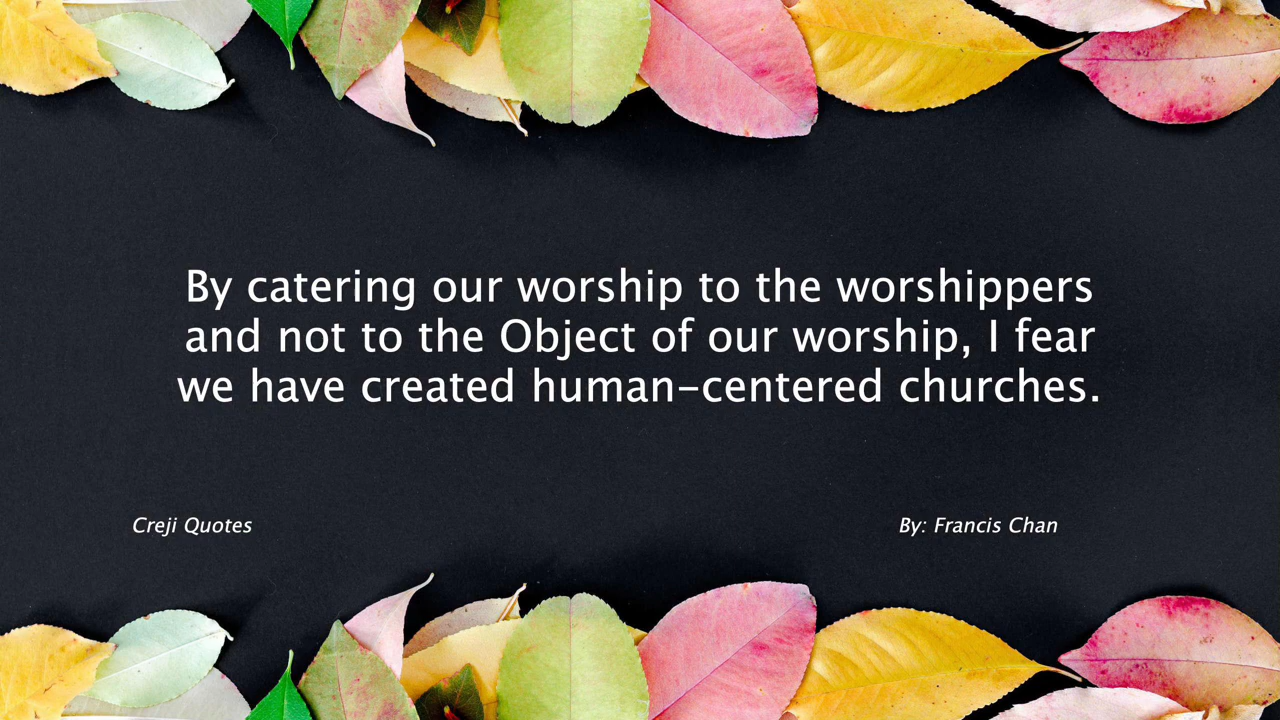 By catering our worship to the worshippers
and not to the Object of our worship, I fear
we have created human-centered churches.
Creji Quotes
By: Francis Chan